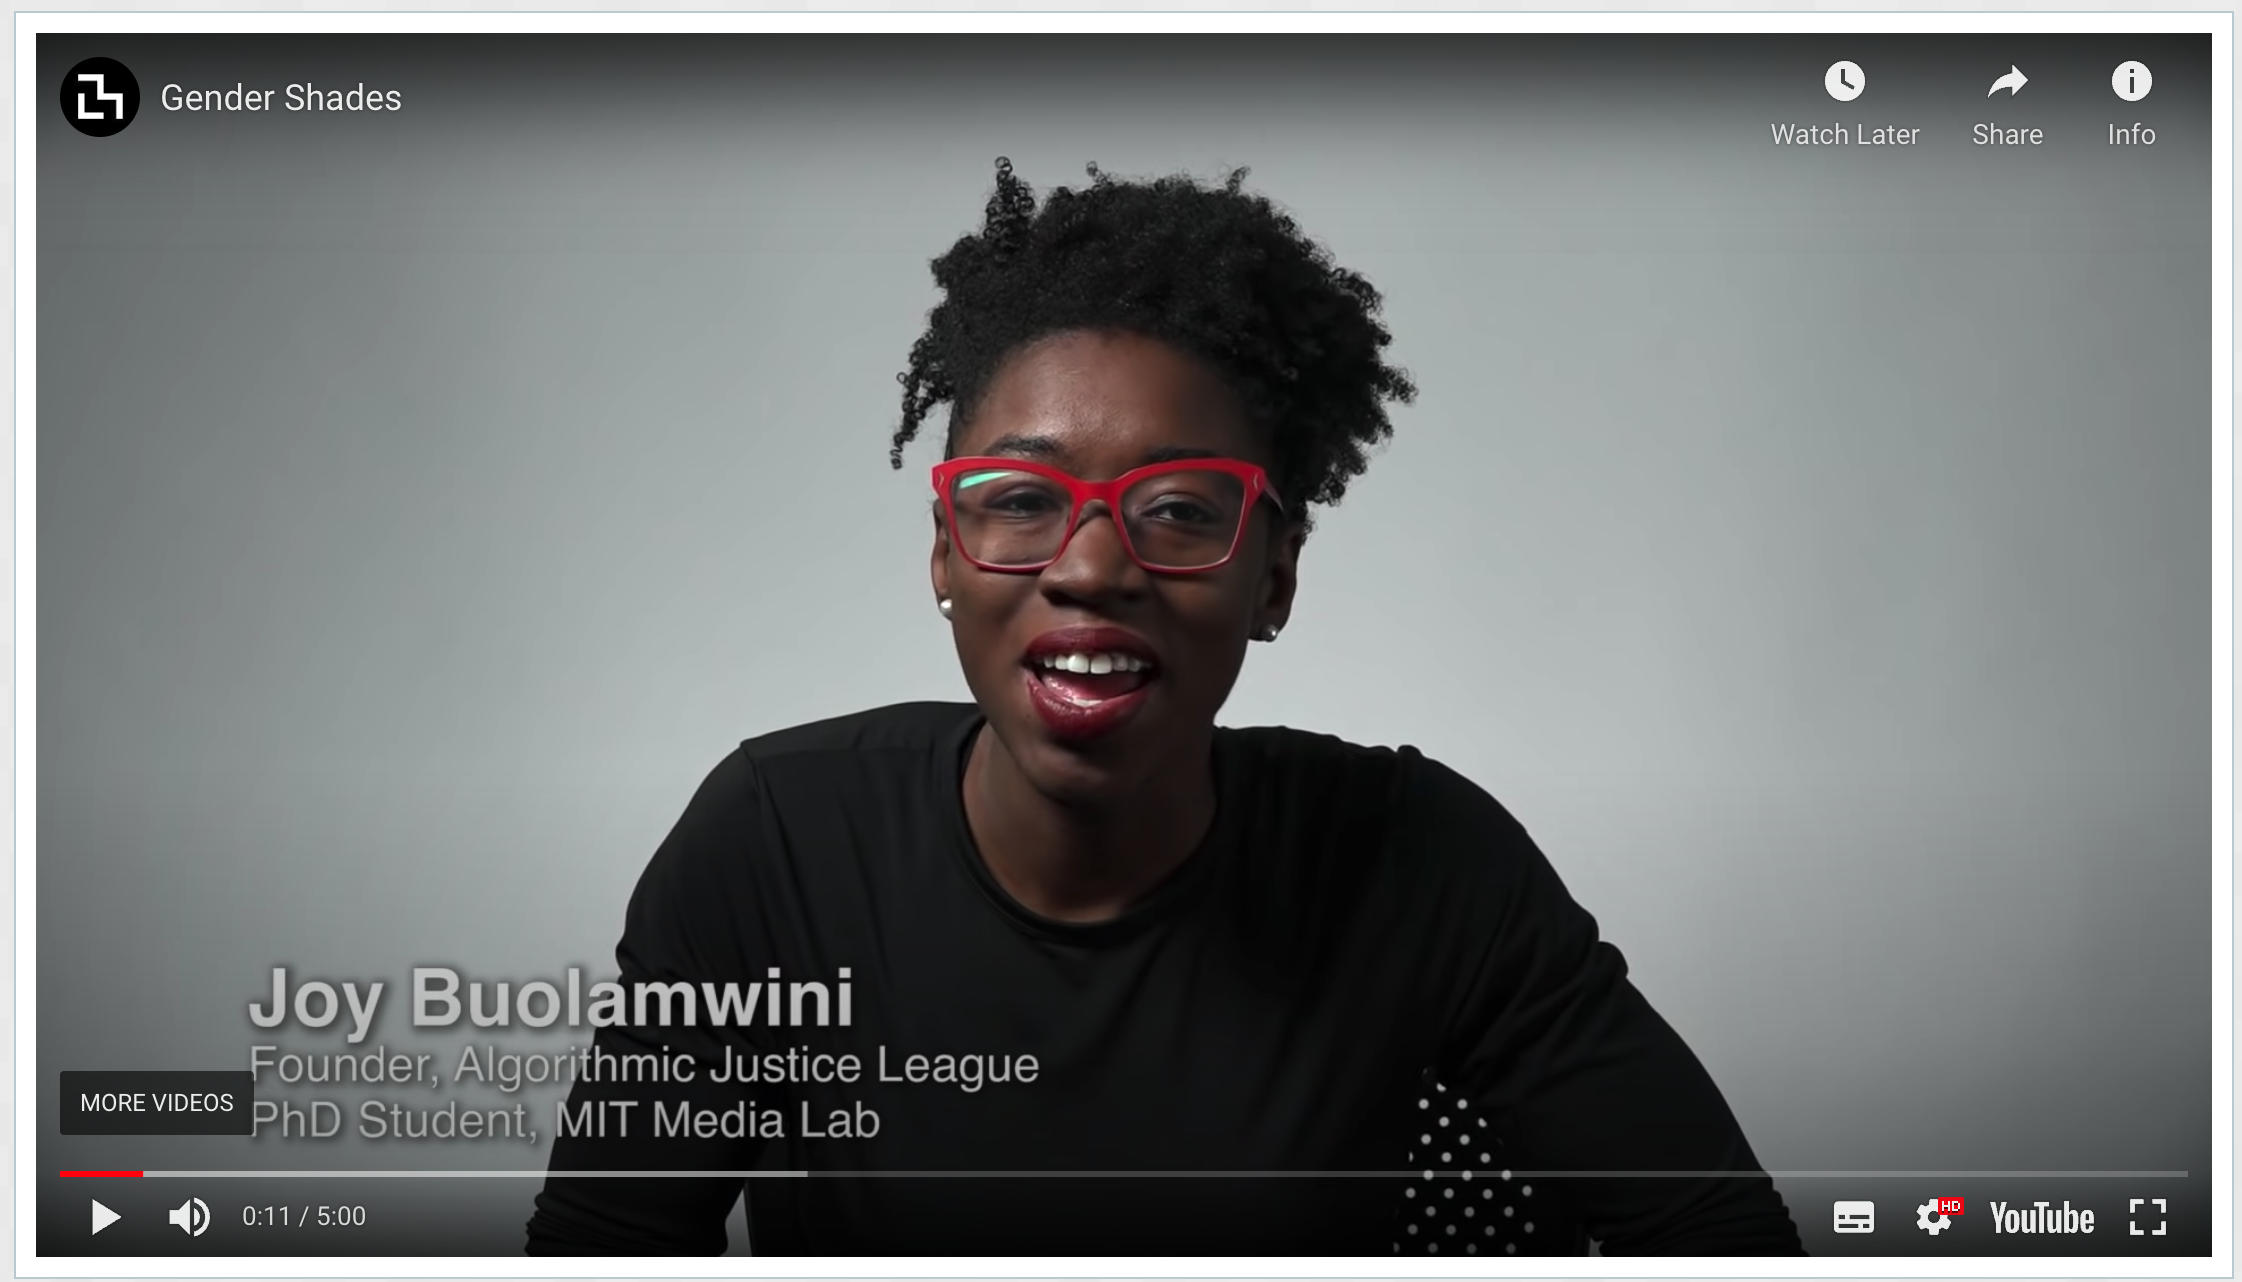 Gender Shades
Watch Later
Share
Info
Joy Buolamwini
Founder, Algorithmic Justice League
PhD Student, MIT Media Lab
MORE VIDEOS
0:11 / 5:00
HD
YouTube